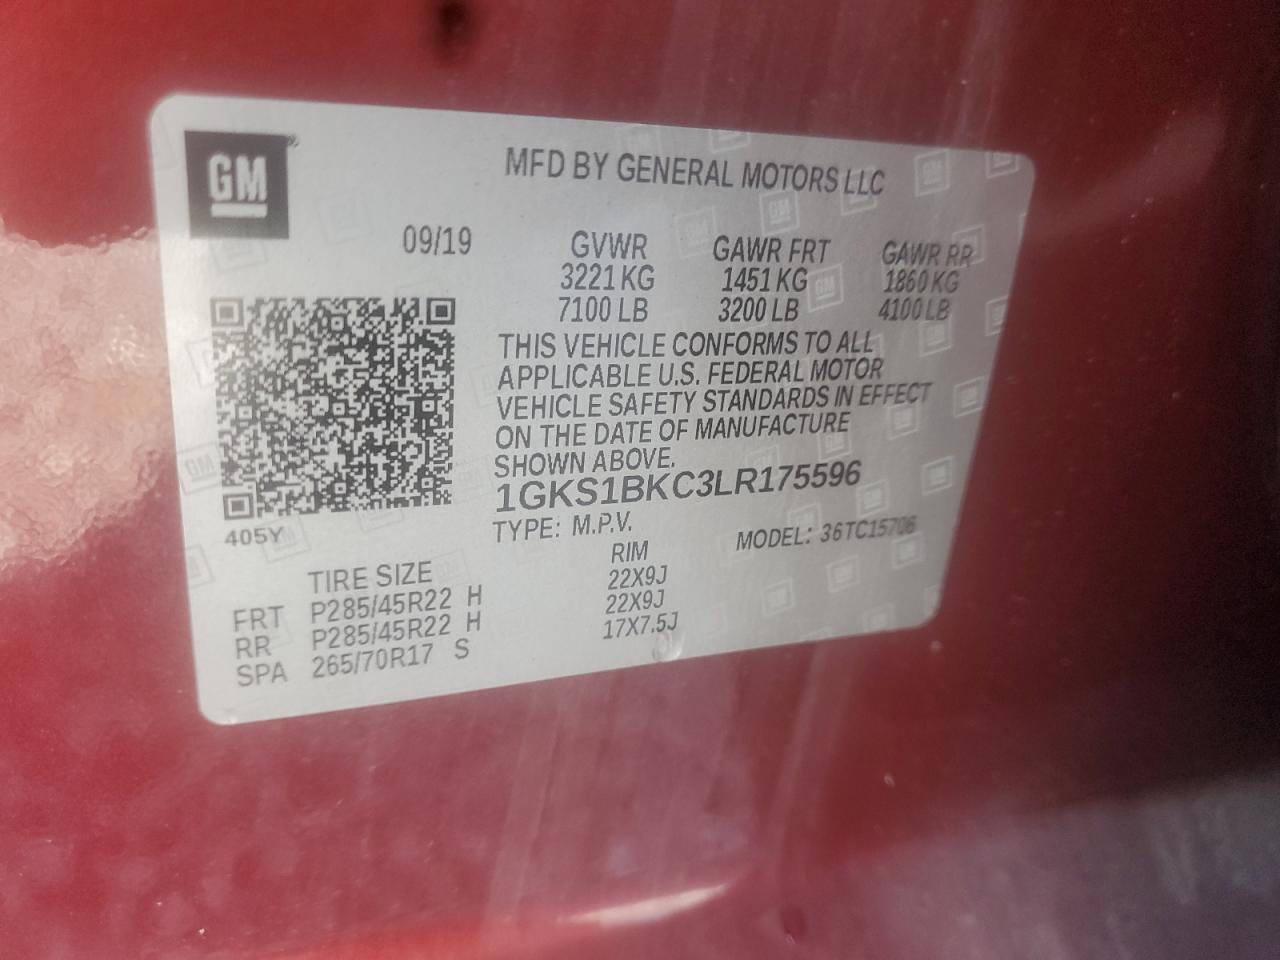 GM
MFD BY GENERAL MOTORS LLC
09/19 GVWR GAWR FRT GAWR RR
3221 KG 1451 KG 1860 KG
7100 LB 3200 LB 4100 LB
THIS VEHICLE CONFORMS TO ALL
APPLICABLE U.S. FEDERAL MOTOR
VEHICLE SAFETY STANDARDS IN EFFECT
ON THE DATE OF MANUFACTURE
SHOWN ABOVE.
1GKS1BKC3LR175596
405Y TYPE: M.P.V. MODEL: 36TC15706
TIRE SIZE RIM
FRT P285/45R22 H 22X9J
RR P285/45R22 H 22X9J
SPA 265/70R17 S 17X7.5J